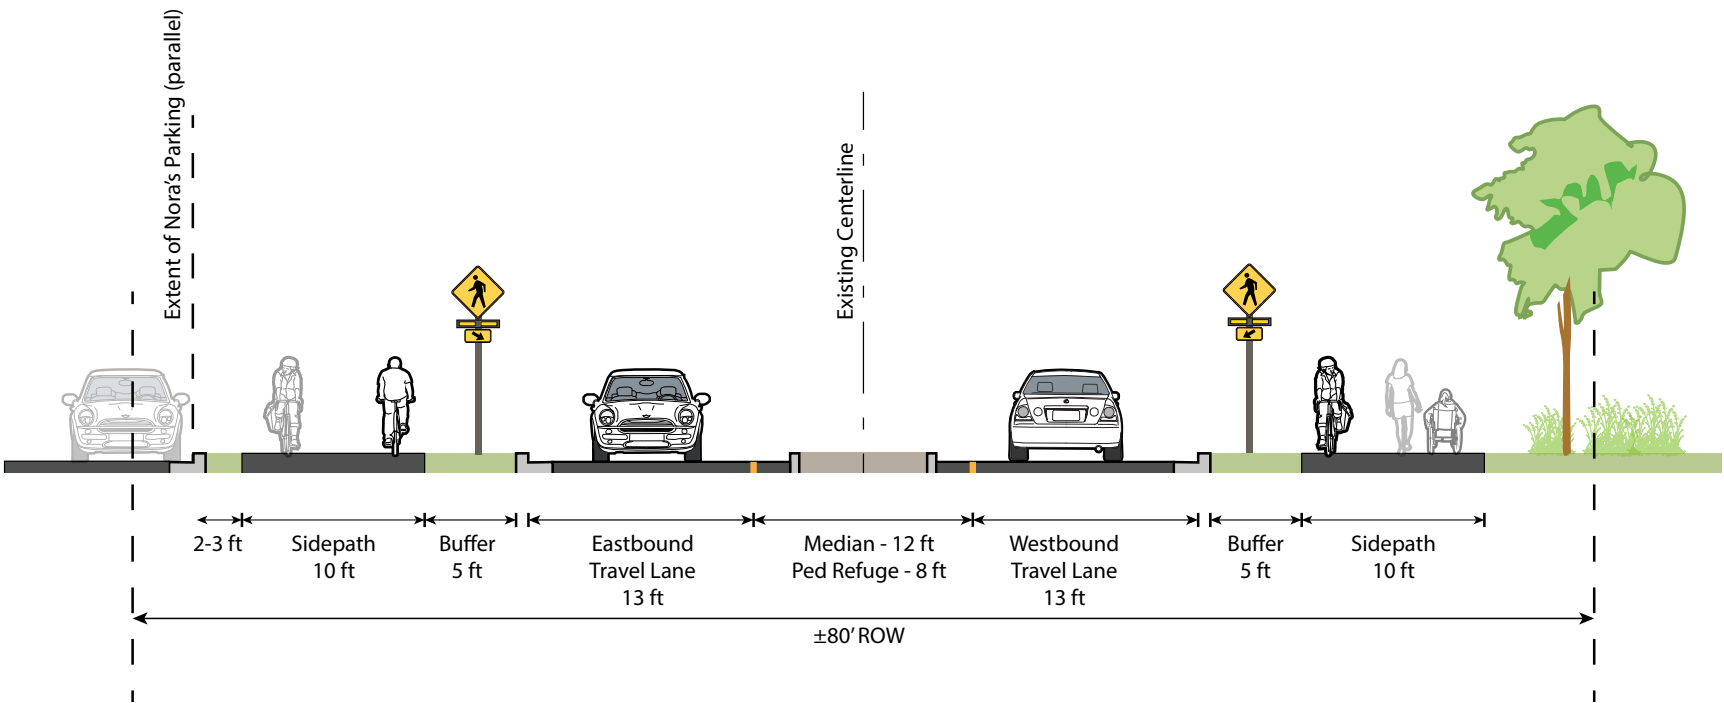 Extent of Nora's Parking (parallel)
Existing Centerline
2-3 ft
Sidepath
10 ft
Buffer
5 ft
Eastbound
Travel Lane
13 ft
Median - 12 ft
Ped Refuge - 8 ft
Westbound
Travel Lane
13 ft
Buffer
5 ft
Sidepath
10 ft
±80' ROW